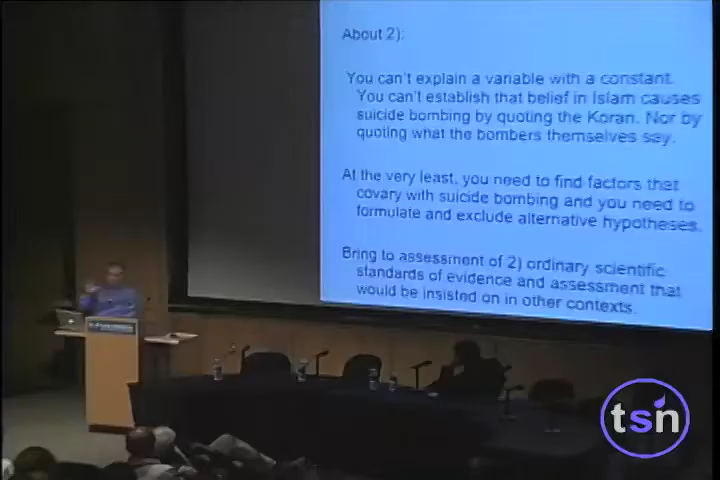 About 2):
You can't explain a variable with a constant.
You can't establish that belief in Islam causes
suicide bombing by quoting the Koran. Nor by
quoting what the bombers themselves say.
At the very least, you need to find factors that
covary with suicide bombing and you need to
formulate and exclude alternative hypotheses.
Bring to assessment of 2) ordinary scientific
standards of evidence and assessment that
would be insisted on in other contexts.
tsn